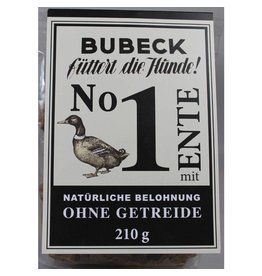 BUBECK
füttert die Hunde!
No 1
mit ENTE
NATÜRLICHE BELOHNUNG
OHNE GETREIDE
210 g